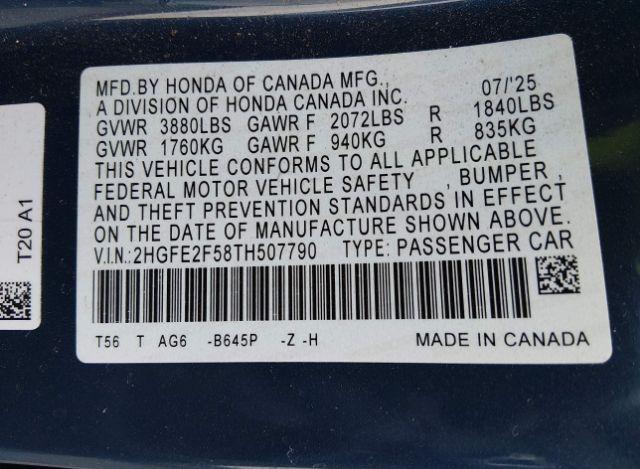 MFD.BY HONDA OF CANADA MFG., 07/'25
A DIVISION OF HONDA CANADA INC.
GVWR 3880LBS GAWR F 2072LBS R 1840LBS
GVWR 1760KG GAWR F 940KG R 835KG
THIS VEHICLE CONFORMS TO ALL APPLICABLE
FEDERAL MOTOR VEHICLE SAFETY , BUMPER ,
AND THEFT PREVENTION STANDARDS IN EFFECT
ON THE DATE OF MANUFACTURE SHOWN ABOVE.
V.I.N.:2HGFE2F58TH507790 TYPE: PASSENGER CAR
T56 T AG6 -B645P -Z -H MADE IN CANADA
T20 A1